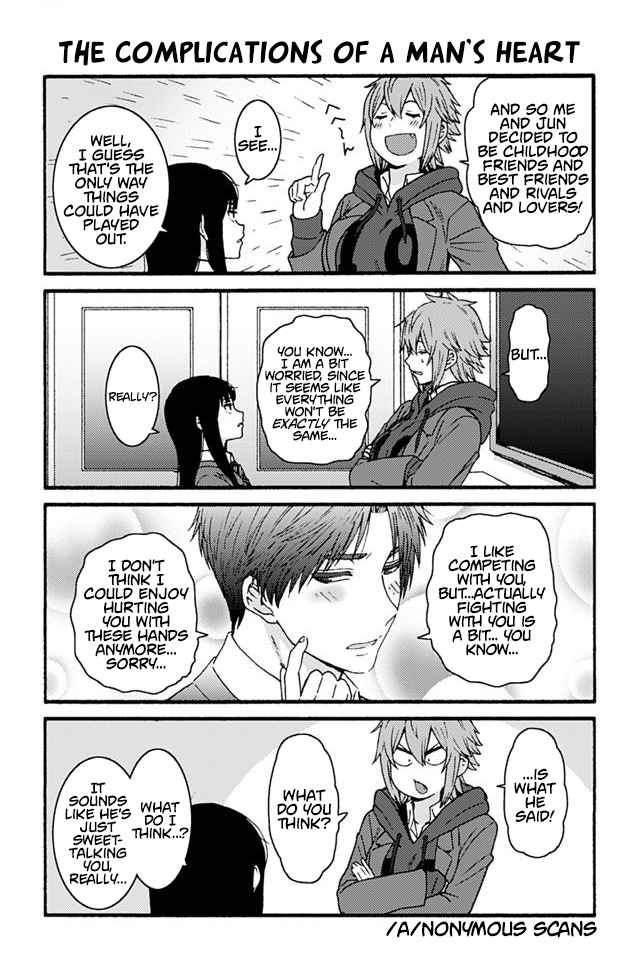 THE COMPLICATIONS OF A MAN'S HEART
AND SO ME
AND JUN
DECIDED TO
BE CHILDHOOD
FRIENDS AND
BEST FRIENDS
AND RIVALS
AND LOVERS!
I
SEE...
WELL,
I GUESS
THAT'S THE
ONLY WAY
THINGS
COULD HAVE
PLAYED
OUT.
BUT...
YOU KNOW...
I AM A BIT
WORRIED, SINCE
IT SEEMS LIKE
EVERYTHING
WON'T BE
EXACTLY THE
SAME...
REALLY?
I LIKE
COMPETING
WITH YOU,
BUT...ACTUALLY
FIGHTING
WITH YOU IS
A BIT... YOU
KNOW...
I DON'T
THINK I
COULD ENJOY
HURTING
YOU WITH
THESE HANDS
ANYMORE...
SORRY...
...IS
WHAT
HE
SAID!
WHAT
DO YOU
THINK?
WHAT
DO I
THINK..?
IT
SOUNDS
LIKE HE'S
JUST
SWEET-
TALKING
YOU,
REALLY...
/A/NONYMOUS SCANS